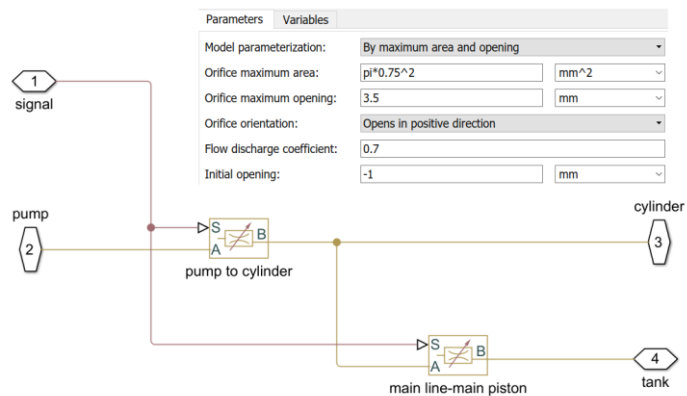 Parameters Variables
Model parameterization: By maximum area and opening
Orifice maximum area: pi*0.75^2 mm^2
Orifice maximum opening: 3.5 mm
Orifice orientation: Opens in positive direction
Flow discharge coefficient: 0.7
Initial opening: -1 mm
1
signal
pump
2
S
A
B
pump to cylinder
cylinder
3
S
A
B
main line-main piston
4
tank